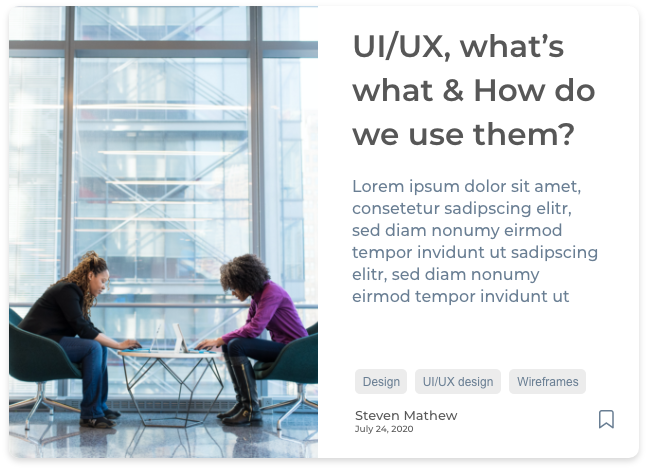 UI/UX, what’s
what & How do
we use them?
Lorem ipsum dolor sit amet,
consetetur sadipscing elitr,
sed diam nonumy eirmod
tempor invidunt ut sadipscing
elitr, sed diam nonumy
eirmod tempor invidunt ut
Design UI/UX design Wireframes
Steven Mathew
July 24, 2020